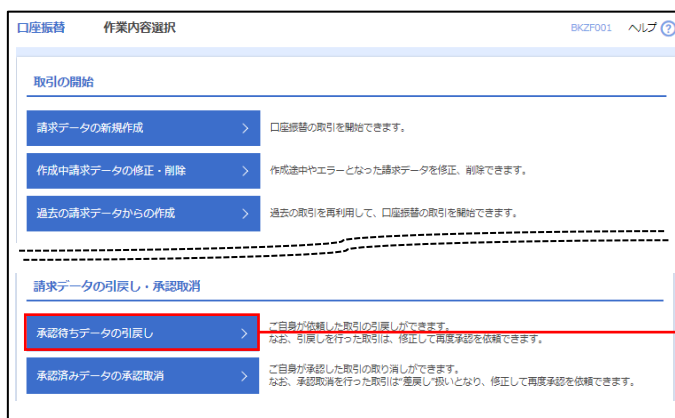 口座振替 作業内容選択 BKZF001 ヘルプ ?
取引の開始
請求データの新規作成 > 口座振替の取引を開始できます。
作成中請求データの修正・削除 > 作成途中やエラーとなった請求データを修正、削除できます。
過去の請求データからの作成 > 過去の取引を再利用して、口座振替の取引を開始できます。
請求データの引戻し・承認取消
承認待ちデータの引戻し > ご自身が依頼した取引の引戻しができます。
なお、引戻しを行った取引は、修正して再度承認を依頼できます。
承認済みデータの承認取消 > ご自身が承認した取引の取り消しができます。
なお、承認取消を行った取引は“差戻し”扱いとなり、修正して再度承認を依頼できます。